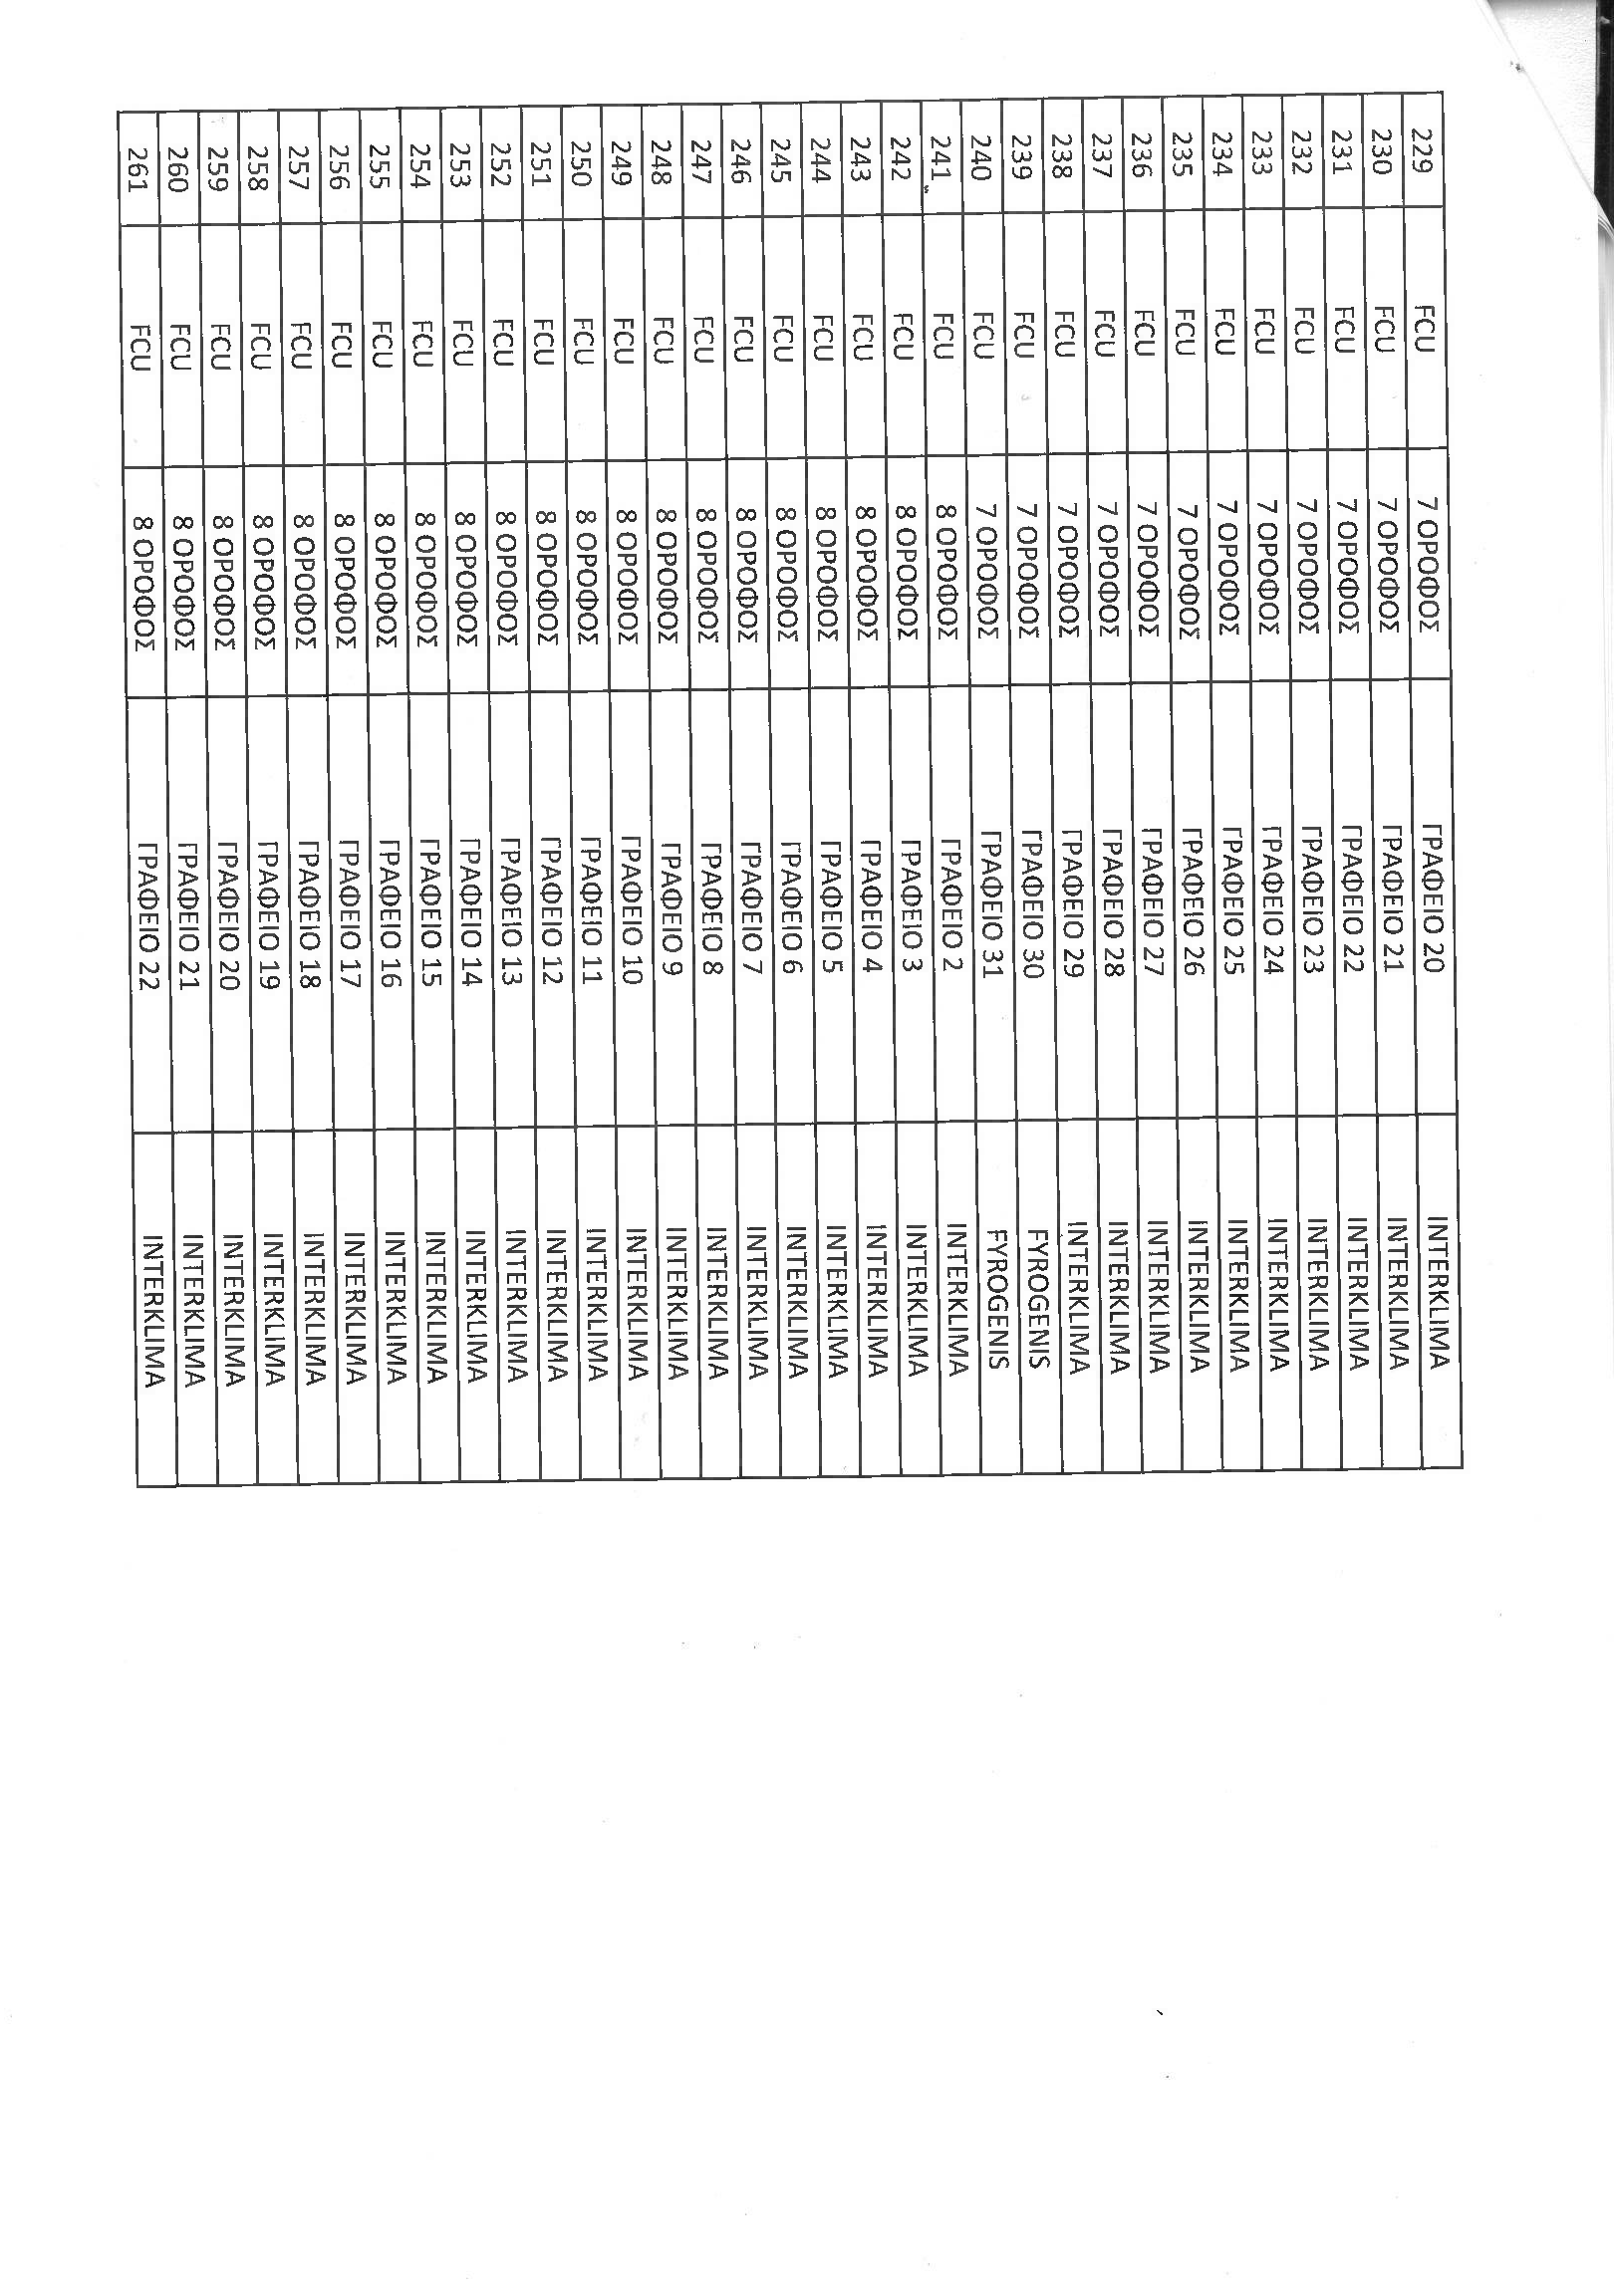 229 FCU 7 ΟΡΟΦΟΣ ΓΡΑΦΕΙΟ 20 INTERKLIMA
230 FCU 7 ΟΡΟΦΟΣ ΓΡΑΦΕΙΟ 21 INTERKLIMA
231 FCU 7 ΟΡΟΦΟΣ ΓΡΑΦΕΙΟ 22 INTERKLIMA
232 FCU 7 ΟΡΟΦΟΣ ΓΡΑΦΕΙΟ 23 INTERKLIMA
233 FCU 7 ΟΡΟΦΟΣ ΓΡΑΦΕΙΟ 24 INTERKLIMA
234 FCU 7 ΟΡΟΦΟΣ ΓΡΑΦΕΙΟ 25 INTERKLIMA
235 FCU 7 ΟΡΟΦΟΣ ΓΡΑΦΕΙΟ 26 INTERKLIMA
236 FCU 7 ΟΡΟΦΟΣ ΓΡΑΦΕΙΟ 27 INTERKLIMA
237 FCU 7 ΟΡΟΦΟΣ ΓΡΑΦΕΙΟ 28 INTERKLIMA
238 FCU 7 ΟΡΟΦΟΣ ΓΡΑΦΕΙΟ 29 INTERKLIMA
239 FCU 7 ΟΡΟΦΟΣ ΓΡΑΦΕΙΟ 30 FYROGENIS
240 FCU 7 ΟΡΟΦΟΣ ΓΡΑΦΕΙΟ 31 FYROGENIS
241 FCU 8 ΟΡΟΦΟΣ ΓΡΑΦΕΙΟ 2 INTERKLIMA
242 FCU 8 ΟΡΟΦΟΣ ΓΡΑΦΕΙΟ 3 INTERKLIMA
243 FCU 8 ΟΡΟΦΟΣ ΓΡΑΦΕΙΟ 4 INTERKLIMA
244 FCU 8 ΟΡΟΦΟΣ ΓΡΑΦΕΙΟ 5 INTERKLIMA
245 FCU 8 ΟΡΟΦΟΣ ΓΡΑΦΕΙΟ 6 INTERKLIMA
246 FCU 8 ΟΡΟΦΟΣ ΓΡΑΦΕΙΟ 7 INTERKLIMA
247 FCU 8 ΟΡΟΦΟΣ ΓΡΑΦΕΙΟ 8 INTERKLIMA
248 FCU 8 ΟΡΟΦΟΣ ΓΡΑΦΕΙΟ 9 INTERKLIMA
249 FCU 8 ΟΡΟΦΟΣ ΓΡΑΦΕΙΟ 10 INTERKLIMA
250 FCU 8 ΟΡΟΦΟΣ ΓΡΑΦΕΙΟ 11 INTERKLIMA
251 FCU 8 ΟΡΟΦΟΣ ΓΡΑΦΕΙΟ 12 INTERKLIMA
252 FCU 8 ΟΡΟΦΟΣ ΓΡΑΦΕΙΟ 13 INTERKLIMA
253 FCU 8 ΟΡΟΦΟΣ ΓΡΑΦΕΙΟ 14 INTERKLIMA
254 FCU 8 ΟΡΟΦΟΣ ΓΡΑΦΕΙΟ 15 INTERKLIMA
255 FCU 8 ΟΡΟΦΟΣ ΓΡΑΦΕΙΟ 16 INTERKLIMA
256 FCU 8 ΟΡΟΦΟΣ ΓΡΑΦΕΙΟ 17 INTERKLIMA
257 FCU 8 ΟΡΟΦΟΣ ΓΡΑΦΕΙΟ 18 INTERKLIMA
258 FCU 8 ΟΡΟΦΟΣ ΓΡΑΦΕΙΟ 19 INTERKLIMA
259 FCU 8 ΟΡΟΦΟΣ ΓΡΑΦΕΙΟ 20 INTERKLIMA
260 FCU 8 ΟΡΟΦΟΣ ΓΡΑΦΕΙΟ 21 INTERKLIMA
261 FCU 8 ΟΡΟΦΟΣ ΓΡΑΦΕΙΟ 22 INTERKLIMA